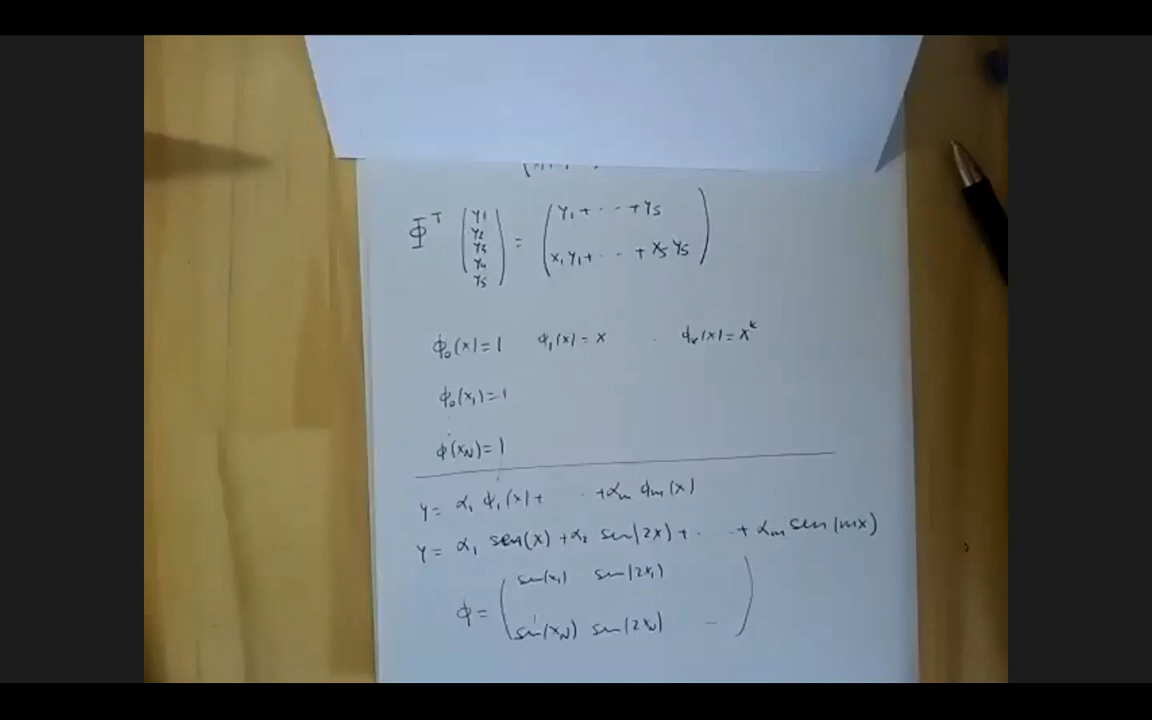 Φ^T (y1 y2 y3 y4 y5) = (y1 + ··· + y5
x1 y1 + ·· + x5 y5)
ϕ0(x)=1 ϕ1(x)=x · ϕk(x)=x^k
ϕ0(x1)=1
ϕ(xN)=1
y= α1 ϕ1(x)+ ·· +αm ϕm(x)
y= α1 sen(x) +α2 sen(2x)+ ·· + αm sen(mx)
ϕ= (sen(x1) sen(2x1)
sin(xN) sen(2xN) ··)